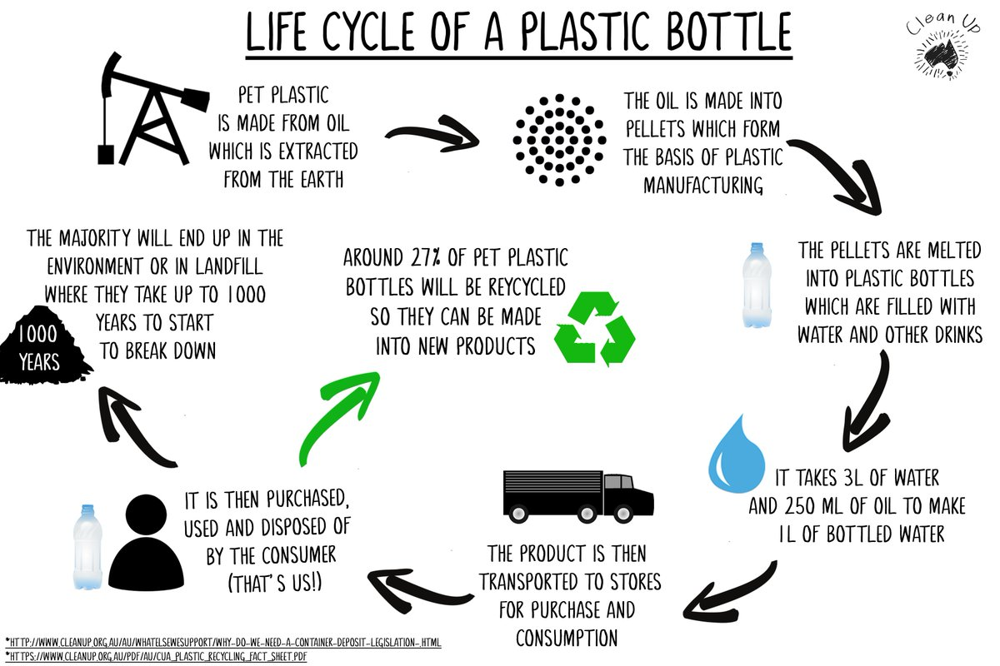 LIFE CYCLE OF A PLASTIC BOTTLE
Clean Up
PET PLASTIC
IS MADE FROM OIL
WHICH IS EXTRACTED
FROM THE EARTH
THE OIL IS MADE INTO
PELLETS WHICH FORM
THE BASIS OF PLASTIC
MANUFACTURING
THE PELLETS ARE MELTED
INTO PLASTIC BOTTLES
WHICH ARE FILLED WITH
WATER AND OTHER DRINKS
IT TAKES 3L OF WATER
AND 250 ML OF OIL TO MAKE
1L OF BOTTLED WATER
THE PRODUCT IS THEN
TRANSPORTED TO STORES
FOR PURCHASE AND
CONSUMPTION
IT IS THEN PURCHASED,
USED AND DISPOSED OF
BY THE CONSUMER
(THAT'S US!)
AROUND 27% OF PET PLASTIC
BOTTLES WILL BE REYCYCLED
SO THEY CAN BE MADE
INTO NEW PRODUCTS
THE MAJORITY WILL END UP IN THE
ENVIRONMENT OR IN LANDFILL
WHERE THEY TAKE UP TO 1000
YEARS TO START
TO BREAK DOWN
1000
YEARS
*HTTP://WWW.CLEANUP.ORG.AU/AU/WHATELSEWESUPPORT/WHY-DO-WE-NEED-A-CONTAINER-DEPOSIT-LEGISLATION-.HTML
*HTTPS://WWW.CLEANUP.ORG.AU/PDF/AU/CUA_PLASTIC_RECYCLING_FACT_SHEET.PDF